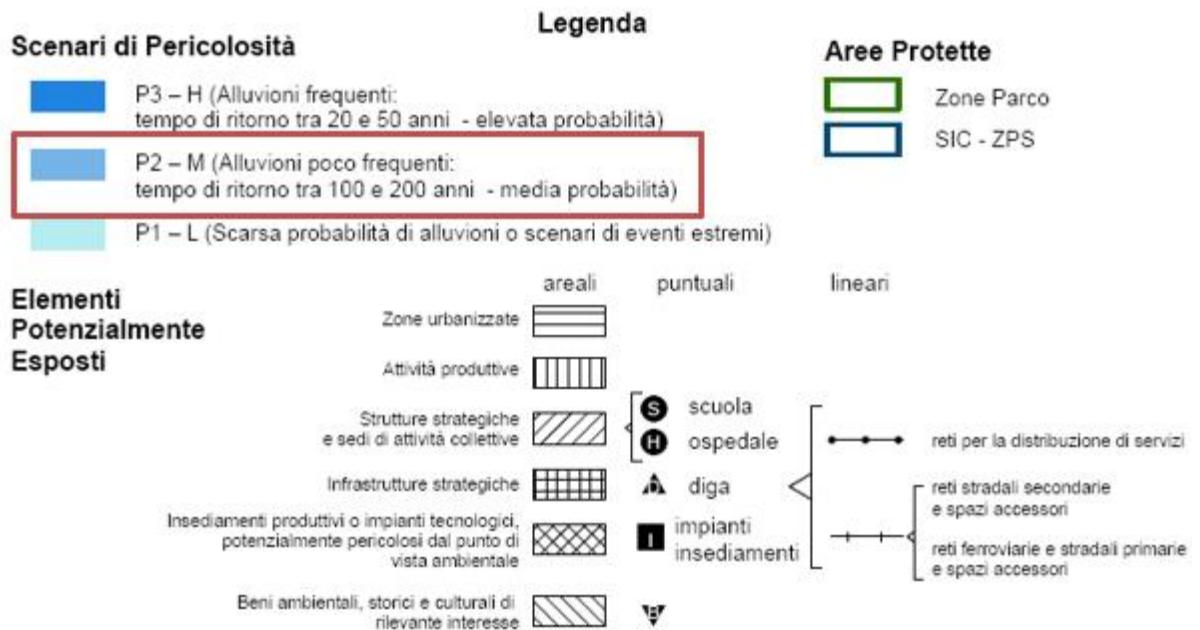 Legenda
Scenari di Pericolosità
P3 – H (Alluvioni frequenti:
tempo di ritorno tra 20 e 50 anni - elevata probabilità)
P2 – M (Alluvioni poco frequenti:
tempo di ritorno tra 100 e 200 anni - media probabilità)
P1 – L (Scarsa probabilità di alluvioni o scenari di eventi estremi)
Aree Protette
Zone Parco
SIC - ZPS
Elementi
Potenzialmente
Esposti
areali
puntuali
lineari
Zone urbanizzate
Attività produttive
Strutture strategiche
e sedi di attività collettive
Infrastrutture strategiche
Insediamenti produttivi o impianti tecnologici,
potenzialmente pericolosi dal punto di
vista ambientale
Beni ambientali, storici e culturali di
rilevante interesse
S scuola
H ospedale
D diga
I impianti
insediamenti
reti per la distribuzione di servizi
reti stradali secondarie
e spazi accessori
reti ferroviarie e stradali primarie
e spazi accessori